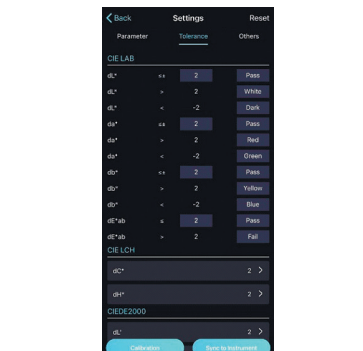 Back Settings Reset
Parameter Tolerance Others
CIE LAB
dL* ≤± 2 Pass
dL* > 2 White
dL* < -2 Dark
da* ≤± 2 Pass
da* > 2 Red
da* < -2 Green
db* ≤± 2 Pass
db* > 2 Yellow
db* < -2 Blue
dE*ab ≤ 2 Pass
dE*ab > 2 Fail
CIE LCH
dC* 2 >
dH* 2 >
CIEDE2000
dL' 2 >
Calibration Sync to Instrument